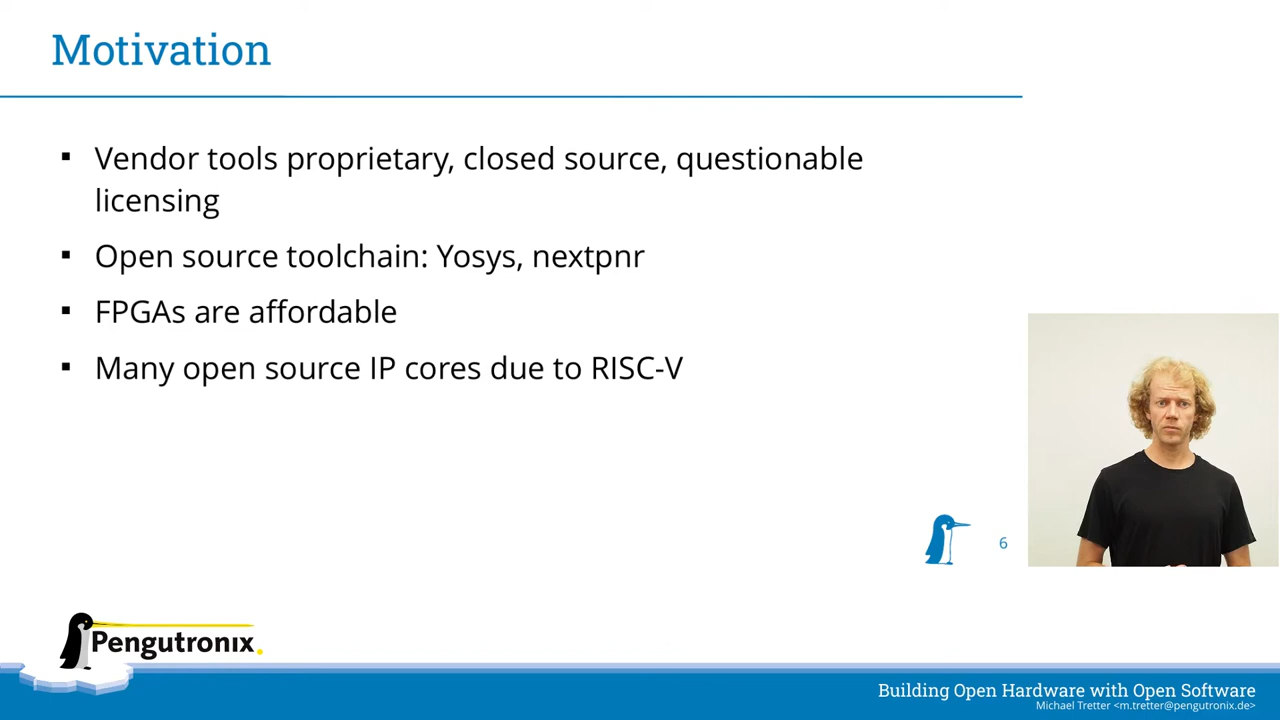 Motivation
▪ Vendor tools proprietary, closed source, questionable
licensing
▪ Open source toolchain: Yosys, nextpnr
▪ FPGAs are affordable
▪ Many open source IP cores due to RISC-V
6
Pengutronix
Building Open Hardware with Open Software
Michael Tretter <m.tretter@pengutronix.de>